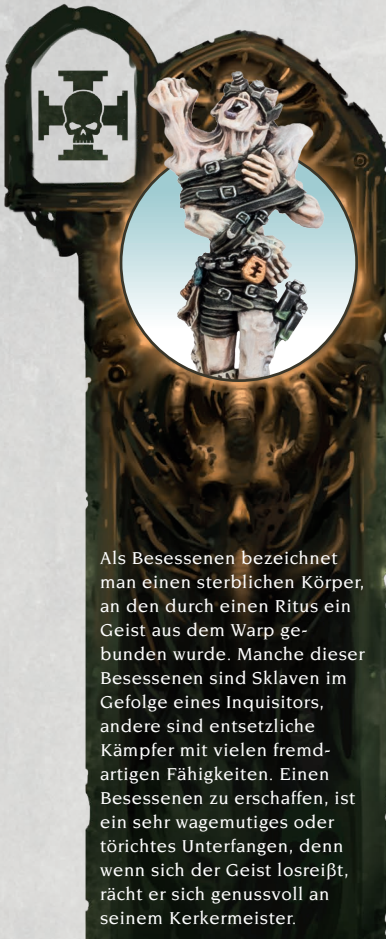 Als Besessenen bezeichnet
man einen sterblichen Körper,
an den durch einen Ritus ein
Geist aus dem Warp ge-
bunden wurde. Manche dieser
Besessenen sind Sklaven im
Gefolge eines Inquisitors,
andere sind entsetzliche
Kämpfer mit vielen fremd-
artigen Fähigkeiten. Einen
Besessenen zu erschaffen, ist
ein sehr wagemutiges oder
törichtes Unterfangen, denn
wenn sich der Geist losreißt,
rächt er sich genussvoll an
seinem Kerkermeister.